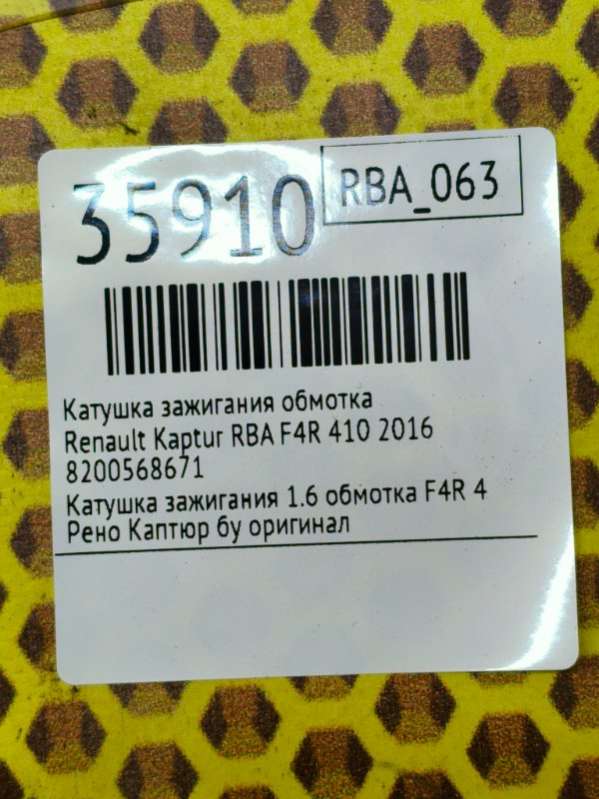 35910
RBA_063
Катушка зажигания обмотка
Renault Kaptur RBA F4R 410 2016
8200568671
Катушка зажигания 1.6 обмотка F4R 4
Рено Каптюр бу оригинал